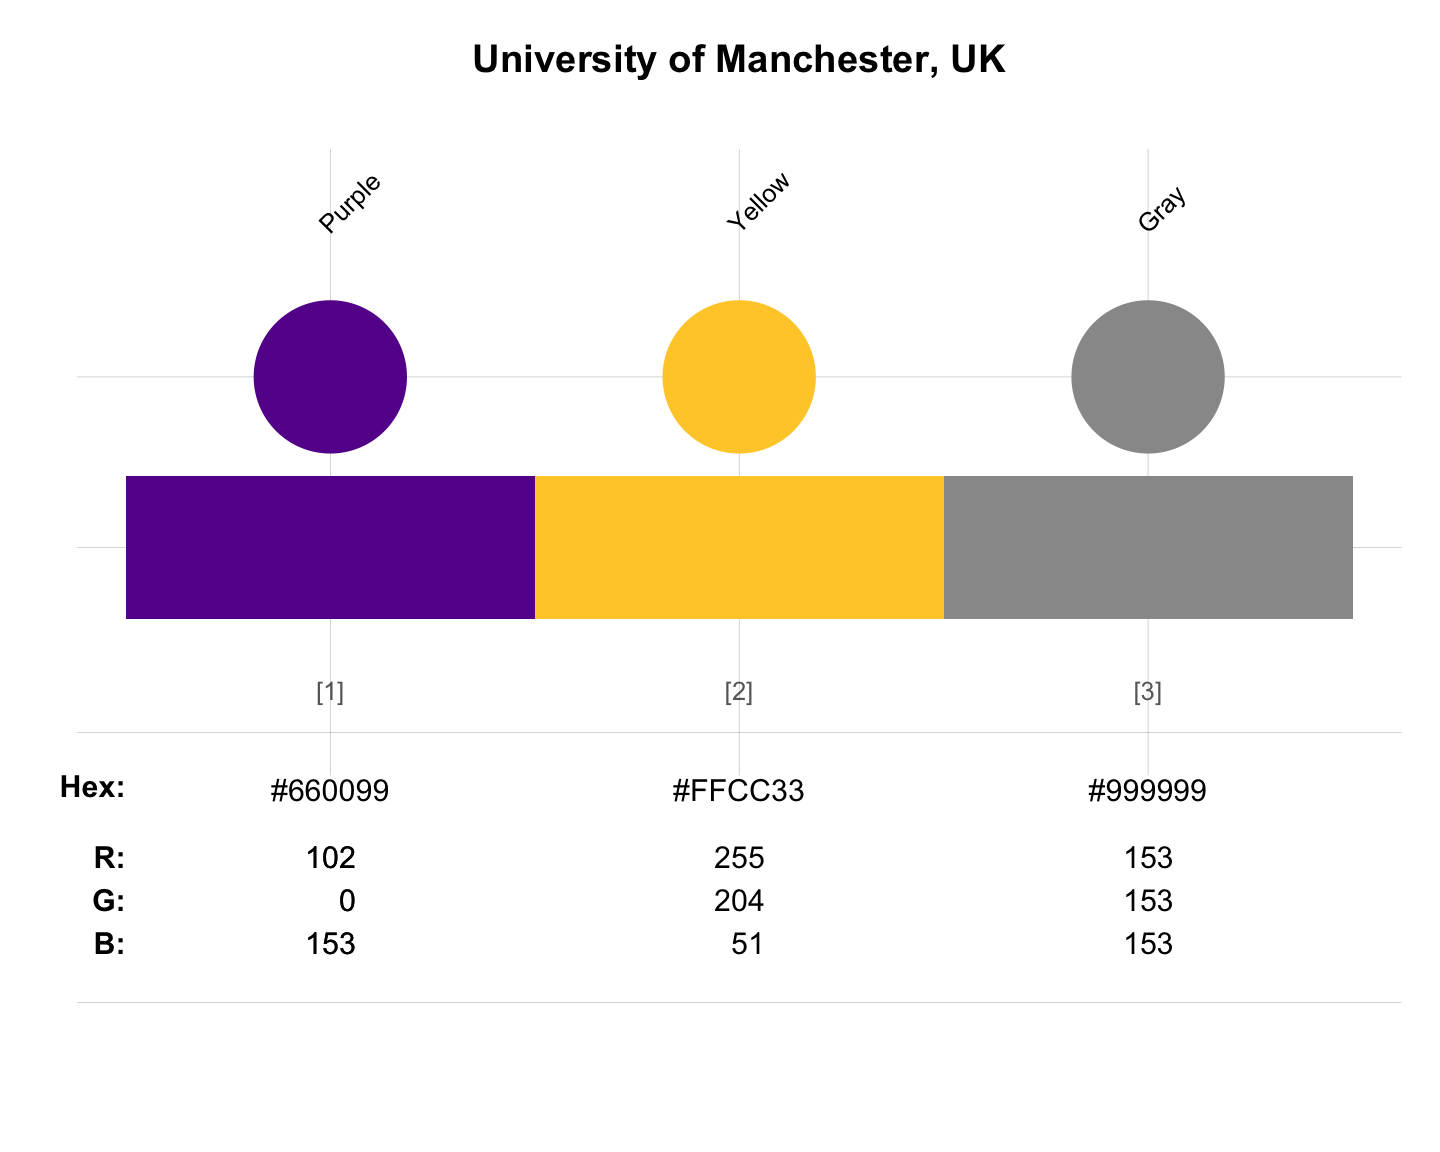 University of Manchester, UK
Purple Yellow Gray
[1] [2] [3]
Hex: #660099 #FFCC33 #999999
R: 102 255 153
G: 0 204 153
B: 153 51 153